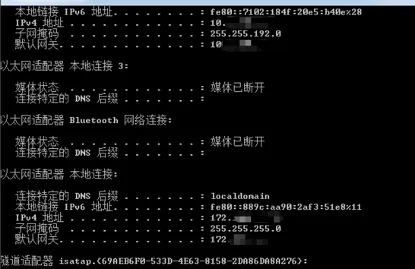 本地链接 IPv6 地址. . . . . . . . : fe80::7102:184f:20e5:b40e%28
IPv4 地址 . . . . . . . . . . . . : 10.
子网掩码 . . . . . . . . . . . . : 255.255.192.0
默认网关. . . . . . . . . . . . . : 10.
以太网适配器 本地连接 3:
媒体状态 . . . . . . . . . . . . : 媒体已断开
连接特定的 DNS 后缀 . . . . . . . :
以太网适配器 Bluetooth 网络连接:
媒体状态 . . . . . . . . . . . . : 媒体已断开
连接特定的 DNS 后缀 . . . . . . . :
以太网适配器 本地连接:
连接特定的 DNS 后缀 . . . . . . . : localdomain
本地链接 IPv6 地址. . . . . . . . : fe80::889c:aa90:2af3:51e8%11
IPv4 地址 . . . . . . . . . . . . : 172.
子网掩码 . . . . . . . . . . . . : 255.255.255.0
默认网关. . . . . . . . . . . . . : 172
隧道适配器 isatap.{69AEB6F0-533D-4E63-8158-2DA86DA8A276}: